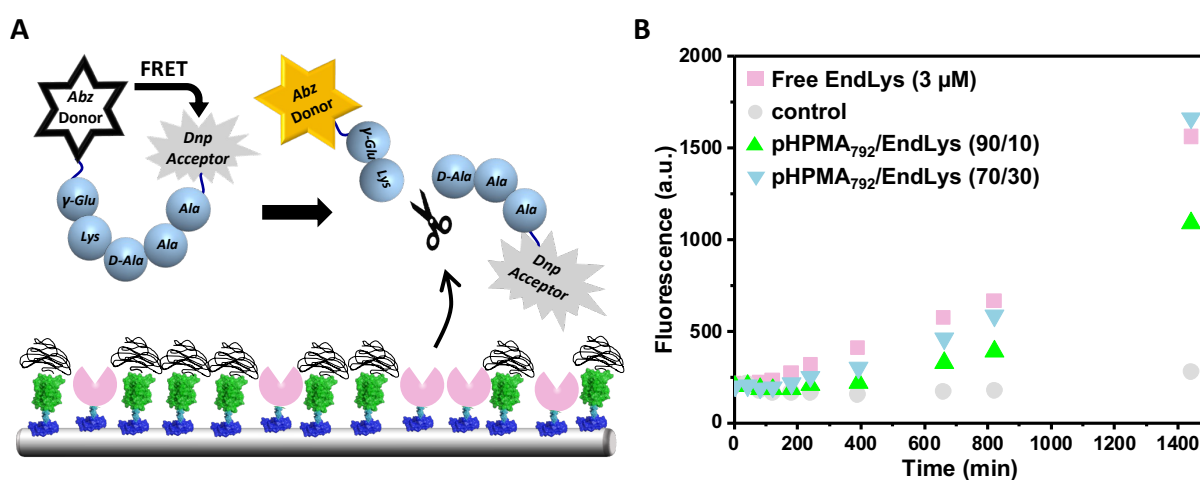 A
FRET
Abz
Donor
Dnp
Acceptor
γ-Glu
Lys
D-Ala
Ala
Ala
Abz
Donor
γ-Glu
Lys
D-Ala
Ala
Ala
Dnp
Acceptor
B
2000
1500
1000
500
0
Fluorescence (a.u.)
Free EndLys (3 µM)
control
pHPMA₇₉₂/EndLys (90/10)
pHPMA₇₉₂/EndLys (70/30)
0 200 400 600 800 1000 1200 1400
Time (min)